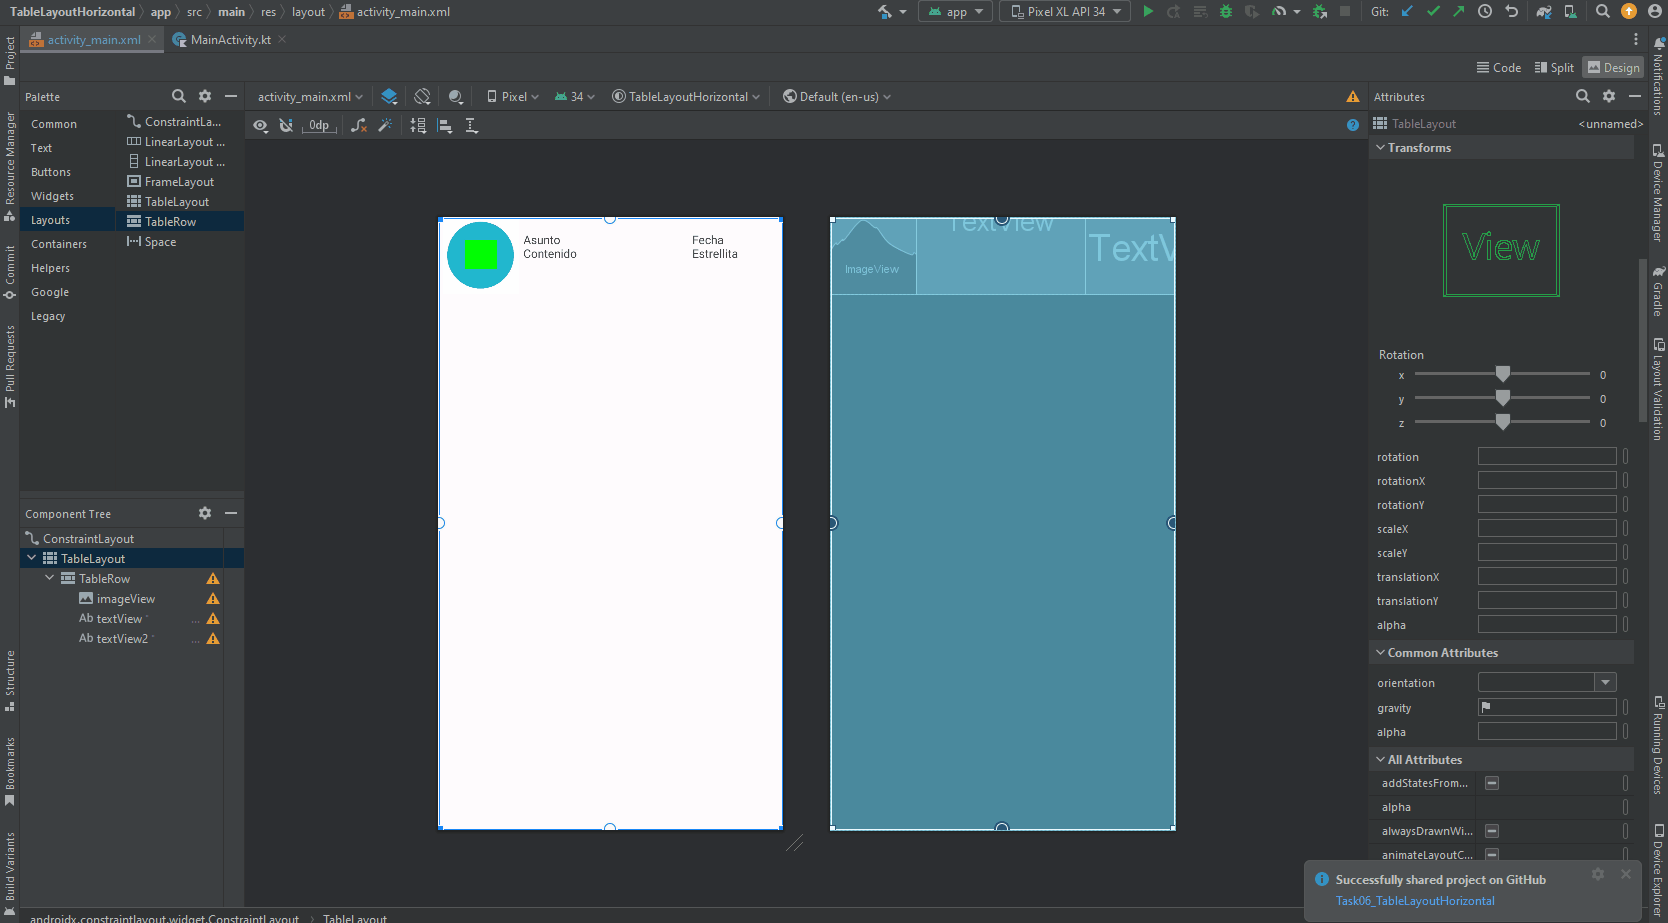 TableLayoutHorizontal app src main res layout activity_main.xml
app Pixel XL API 34 Git:
activity_main.xml MainActivity.kt
Code Split Design
Palette
activity_main.xml Pixel 34 TableLayoutHorizontal Default (en-us)
Attributes
0dp
TableLayout <unnamed>
Common
Text
Buttons
Widgets
Layouts
Containers
Helpers
Google
Legacy
ConstraintLa...
LinearLayout ...
LinearLayout ...
FrameLayout
TableLayout
TableRow
Space
Component Tree
ConstraintLayout
TableLayout
TableRow
imageView
Ab textView ...
Ab textView2 ...
Asunto
Contenido
Fecha
Estrellita
ImageView
TextView
TextV
Transforms
View
Rotation
x 0
y 0
z 0
rotation
rotationX
rotationY
scaleX
scaleY
translationX
translationY
alpha
Common Attributes
orientation
gravity
alpha
All Attributes
addStatesFrom...
alpha
alwaysDrawnWi...
animateLayoutC...
Successfully shared project on GitHub
Task06_TableLayoutHorizontal
androidx.constraintlayout.widget.ConstraintLayout TableLayout
Project
Resource Manager
Commit
Pull Requests
Structure
Bookmarks
Build Variants
Notifications
Device Manager
Gradle
Layout Validation
Running Devices
Device Explorer